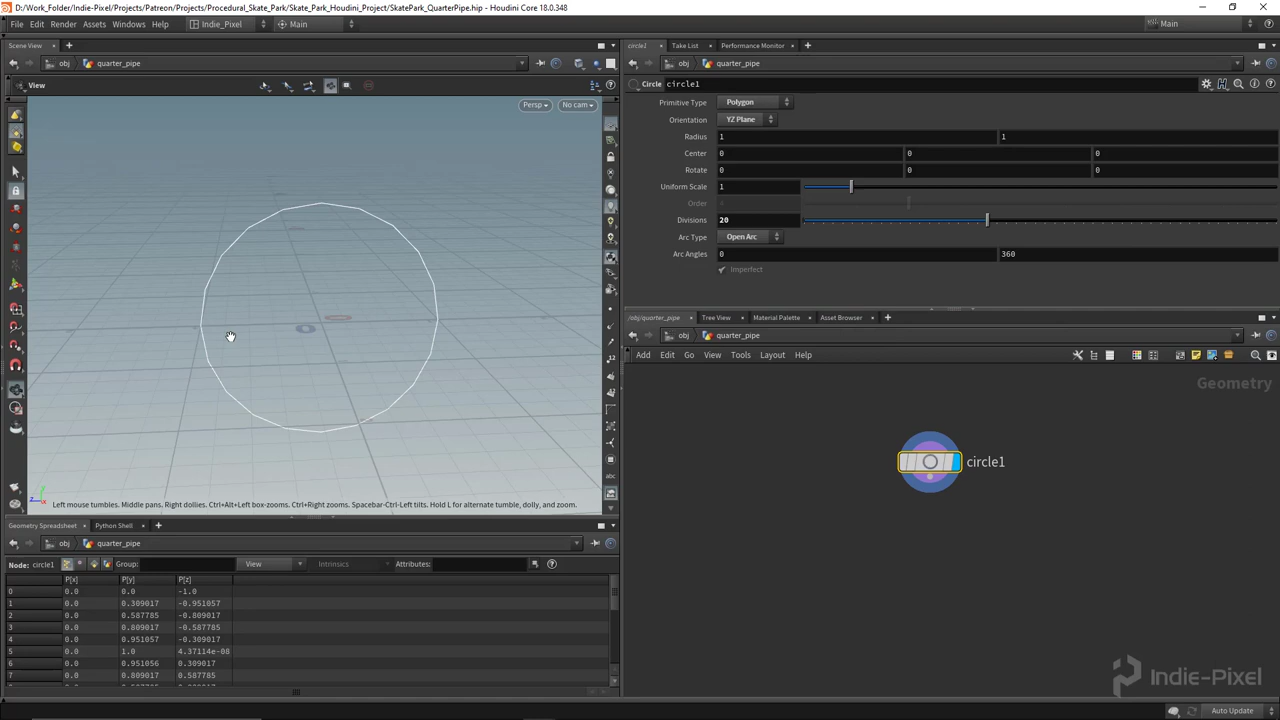 D:\Work_Folder/Indie-Pixel/Projects/Patreon/Projects/Procedural_Skate_Park/Skate_Park_Houdini_Project/SkatePark_QuarterPipe.hip - Houdini Core 18.0.348
File Edit Render Assets Windows Help Indie_Pixel Main Main
Scene View
obj quarter_pipe
View
Persp No cam
Left mouse tumbles. Middle pans. Right dollies. Ctrl+Alt+Left box-zooms. Ctrl+Right zooms. Spacebar-Ctrl-Left tilts. Hold L for alternate tumble, dolly, and zoom.
Geometry Spreadsheet Python Shell
obj quarter_pipe
Node: circle1 Group: View Intrinsics Attributes:
P[x] P[y] P[z]
0 0.0 0.0 -1.0
1 0.0 0.309017 -0.951057
2 0.0 0.587785 -0.809017
3 0.0 0.809017 -0.587785
4 0.0 0.951057 -0.309017
5 0.0 1.0 4.37114e-08
6 0.0 0.951056 0.309017
7 0.0 0.809017 0.587785
circle1 Take List Performance Monitor
obj quarter_pipe
Circle circle1
Primitive Type Polygon
Orientation YZ Plane
Radius 1 1
Center 0 0 0
Rotate 0 0 0
Uniform Scale 1
Order 4
Divisions 20
Arc Type Open Arc
Arc Angles 0 360
Imperfect
/obj/quarter_pipe Tree View Material Palette Asset Browser
obj quarter_pipe
Add Edit Go View Tools Layout Help
Geometry
circle1
Indie-Pixel
Auto Update